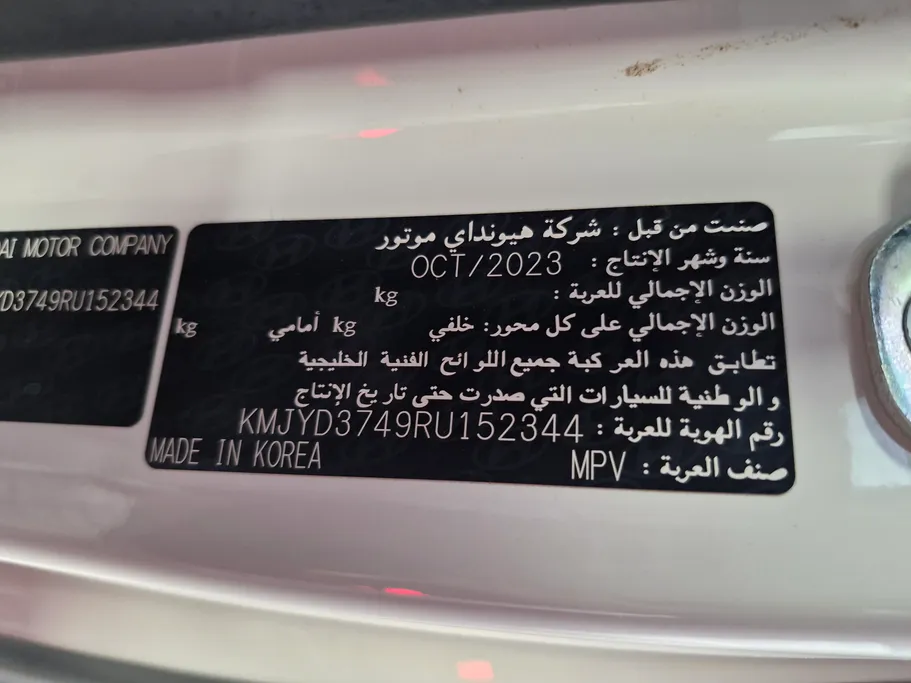 DAI MOTOR COMPANY
D3749RU152344
صنعت من قبل : شركة هيونداي موتور
سنة وشهر الإنتاج : OCT/2023
الوزن الإجمالي للعربة : kg
الوزن الإجمالي على كل محور: خلفي kg أمامي kg
تطابق هذه العركبة جميع اللوائح الفنية الخليجية
والوطنية للسيارات التي صدرت حتى تاريخ الإنتاج
رقم الهوية للعربة : KMJYD3749RU152344
صنف العربة : MPV
MADE IN KOREA